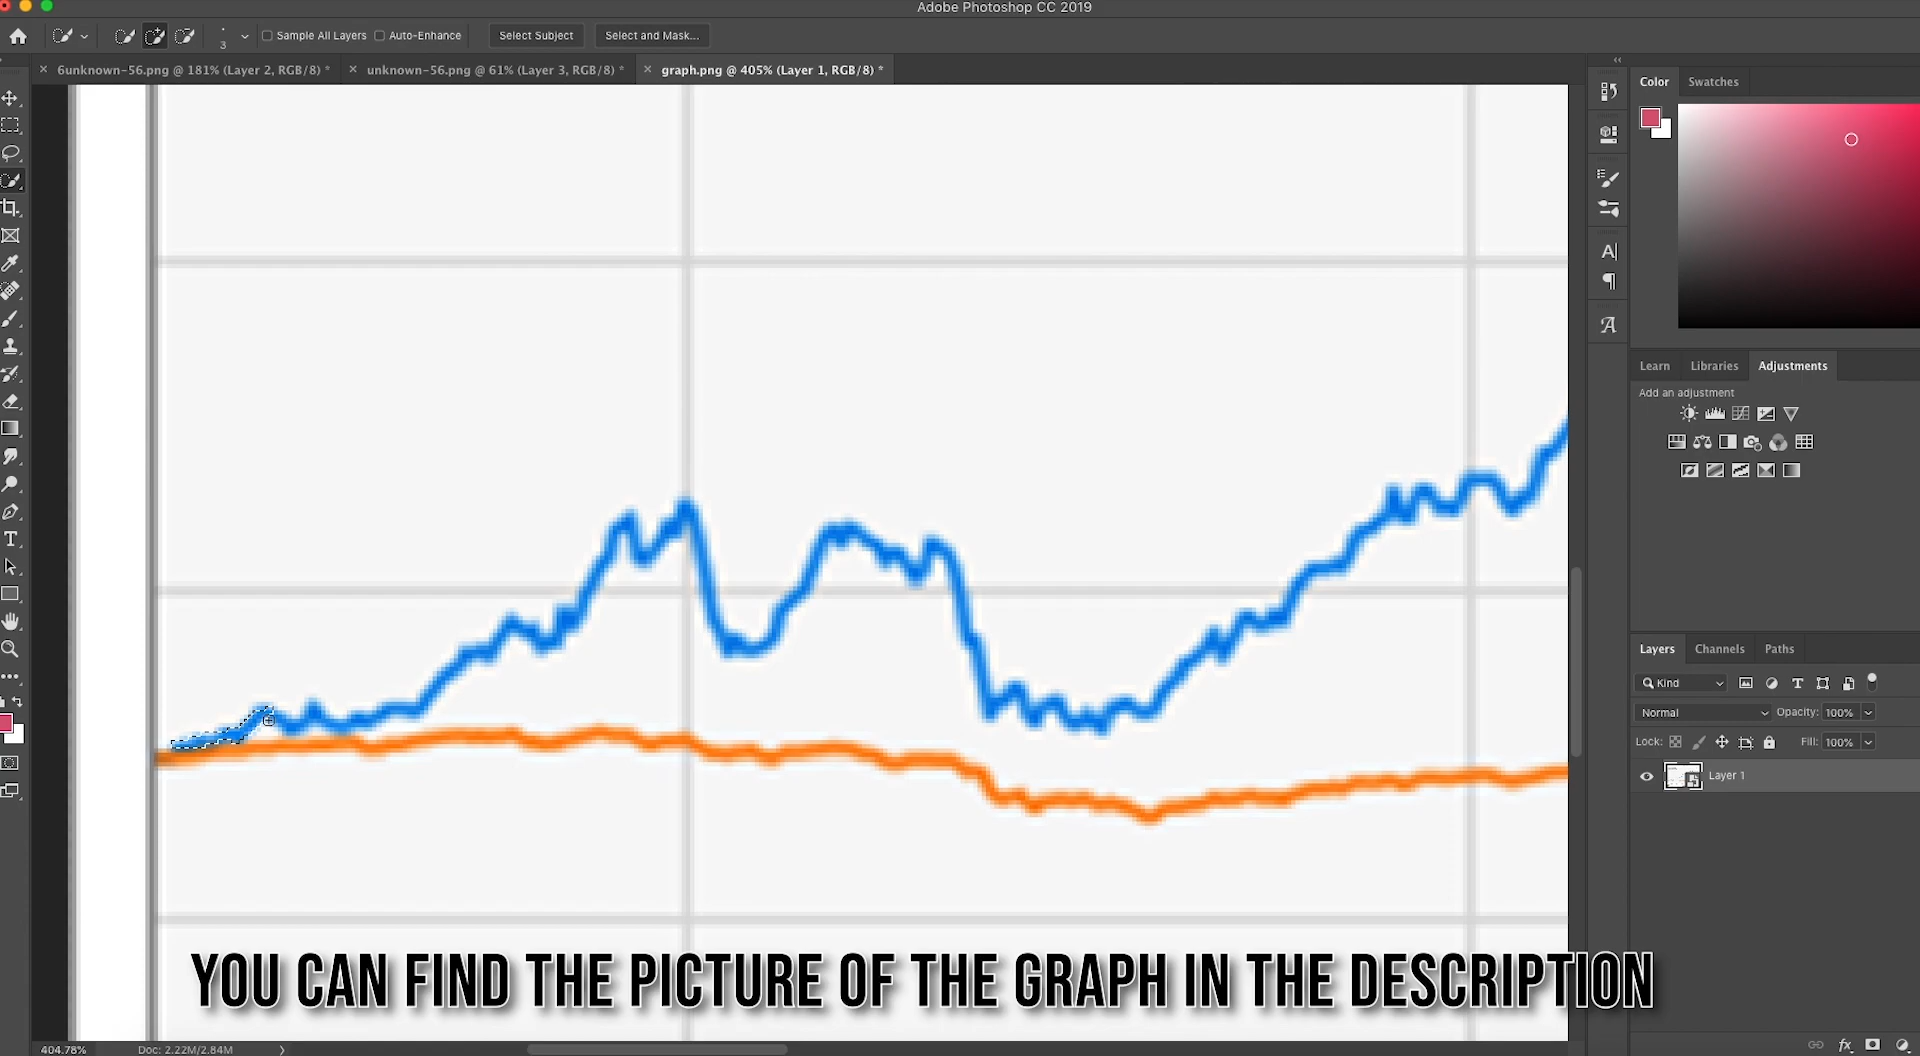 Adobe Photoshop CC 2019
3
Sample All Layers
Auto-Enhance
Select Subject
Select and Mask...
6unknown-56.png @ 181% (Layer 2, RGB/8) *
unknown-56.png @ 61% (Layer 3, RGB/8) *
graph.png @ 405% (Layer 1, RGB/8) *
Color
Swatches
Learn
Libraries
Adjustments
Add an adjustment
Layers
Channels
Paths
Kind
Normal
Opacity: 100%
Lock:
Fill: 100%
Layer 1
YOU CAN FIND THE PICTURE OF THE GRAPH IN THE DESCRIPTION
404.78%
Doc: 2.22M/2.84M
fx